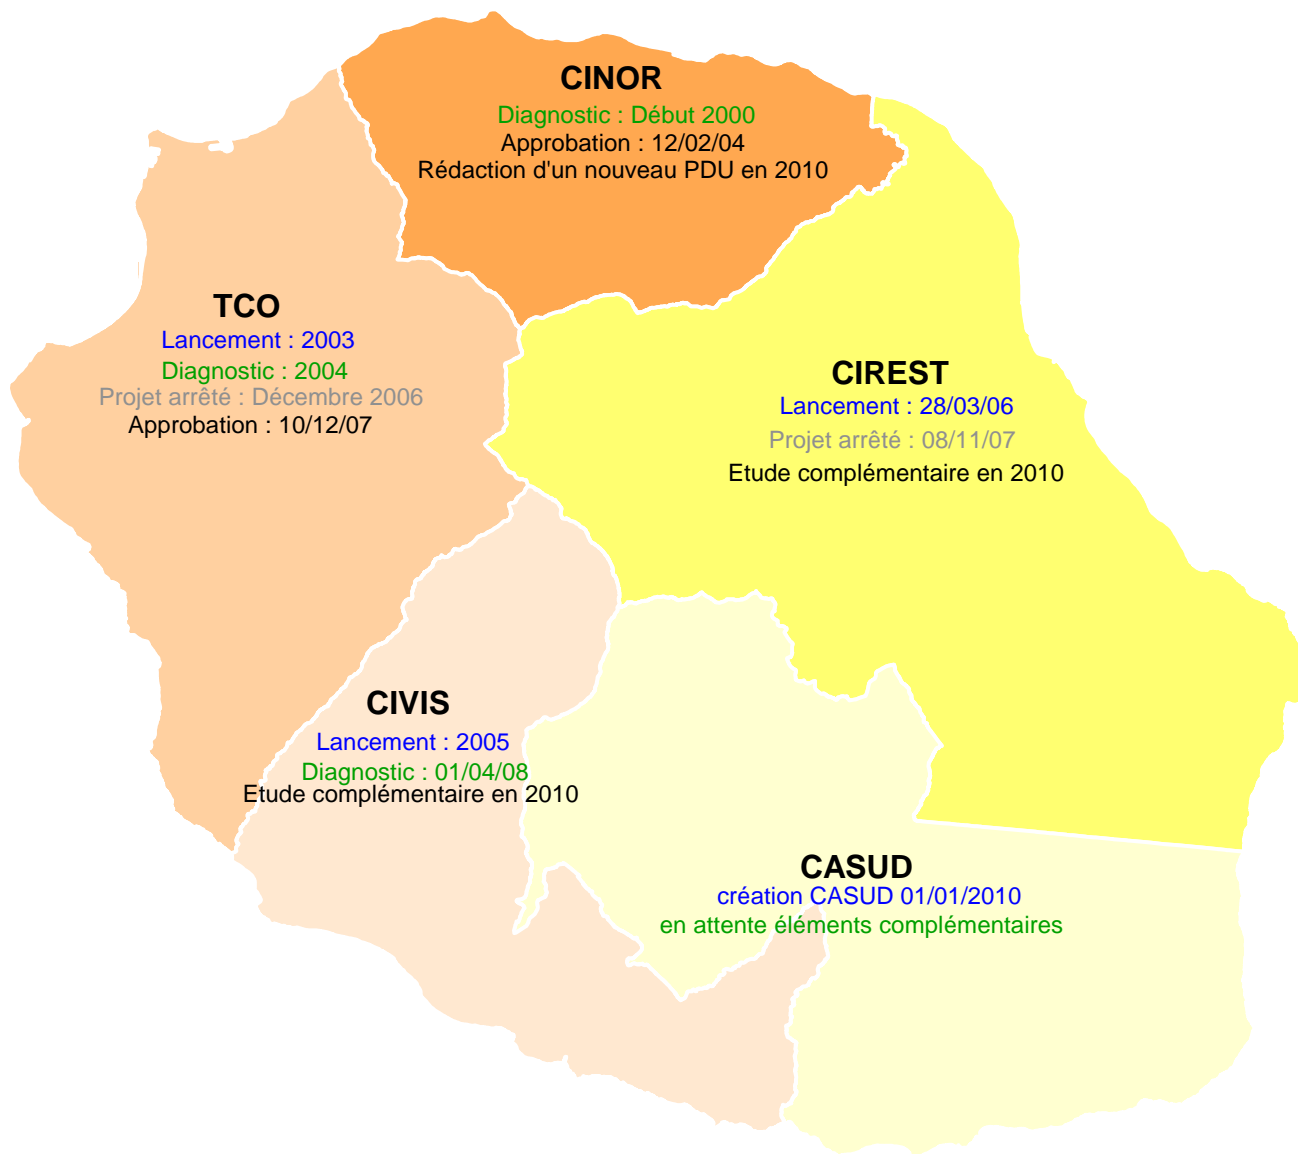 CINOR
Diagnostic : Début 2000
Approbation : 12/02/04
Rédaction d'un nouveau PDU en 2010
TCO
Lancement : 2003
Diagnostic : 2004
Projet arrêté : Décembre 2006
Approbation : 10/12/07
CIREST
Lancement : 28/03/06
Projet arrêté : 08/11/07
Etude complémentaire en 2010
CIVIS
Lancement : 2005
Diagnostic : 01/04/08
Etude complémentaire en 2010
CASUD
création CASUD 01/01/2010
en attente éléments complémentaires